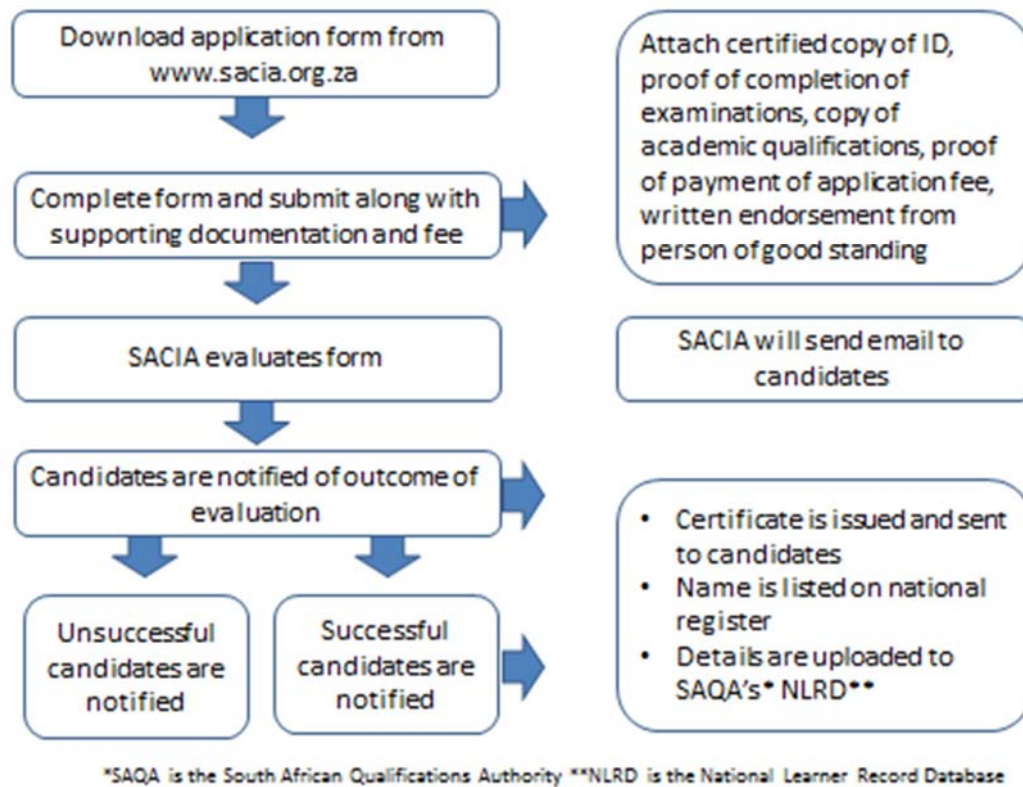 Download application form from
www.sacia.org.za
Attach certified copy of ID,
proof of completion of
examinations, copy of
academic qualifications, proof
of payment of application fee,
written endorsement from
person of good standing
Complete form and submit along with
supporting documentation and fee
SACIA evaluates form
SACIA will send email to
candidates
Candidates are notified of outcome of
evaluation
Unsuccessful
candidates are
notified
Successful
candidates are
notified
• Certificate is issued and sent
to candidates
• Name is listed on national
register
• Details are uploaded to
SAQA's* NLRD**
*SAQA is the South African Qualifications Authority **NLRD is the National Learner Record Database